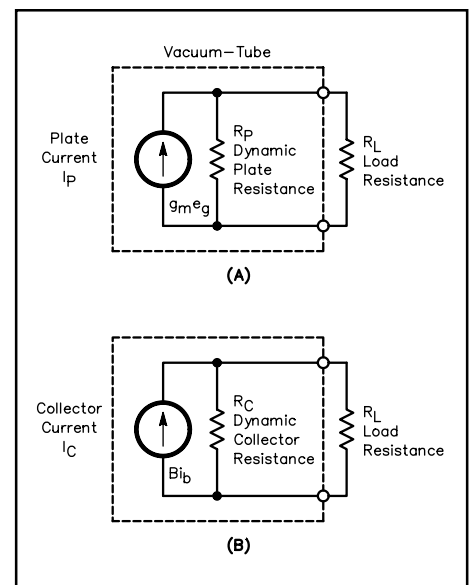 Vacuum-Tube
Plate
Current
Ip
gmeg
RP
Dynamic
Plate
Resistance
RL
Load
Resistance
(A)
Collector
Current
IC
Bib
RC
Dynamic
Collector
Resistance
RL
Load
Resistance
(B)